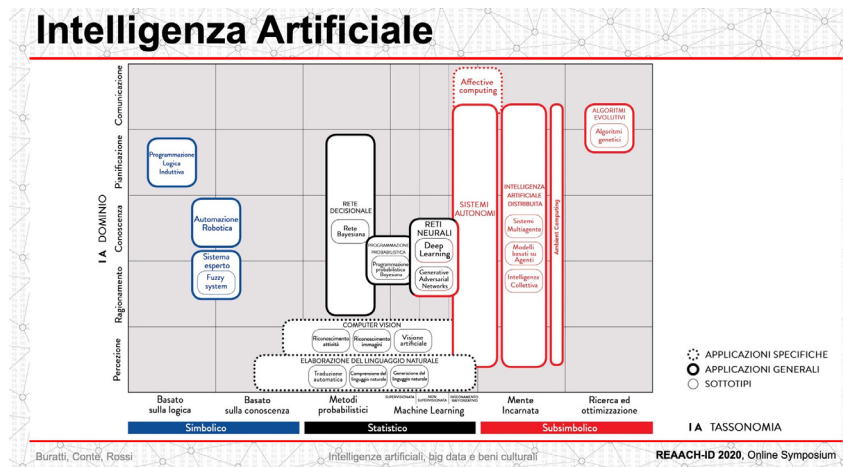 Intelligenza Artificiale
IA DOMINIO
Comunicazione
Pianificazione
Conoscenza
Ragionamento
Percezione
Affective
computing
ALGORITMI
EVOLUTIVI
Algoritmi
genetici
Programmazione
Logica
Induttiva
Automazione
Robotica
Sistema
esperto
Fuzzy
system
RETE
DECISIONALE
Rete
Bayesiana
PROGRAMMAZIONE
PROBABILISTICA
Programmazione
probabilistica
Bayesiana
RETI
NEURALI
Deep
Learning
Generative
Adversarial
Networks
SISTEMI
AUTONOMI
INTELLIGENZA
ARTIFICIALE
DISTRIBUITA
Sistemi
Multiagente
Modelli
basati su
Agenti
Intelligenza
Collettiva
Ambient Computing
COMPUTER VISION
Riconoscimento
attività
Riconoscimento
immagini
Visione
artificiale
ELABORAZIONE DEL LINGUAGGIO NATURALE
Traduzione
automatica
Comprensione del
linguaggio naturale
Generazione del
linguaggio naturale
APPLICAZIONI SPECIFICHE
APPLICAZIONI GENERALI
SOTTOTIPI
Basato
sulla logica
Basato
sulla conoscenza
Metodi
probabilistici
SUPERVISIONATA
NON
SUPERVISIONATA
Machine Learning
Mente
Incarnata
Ricerca ed
ottimizzazione
Simbolico
Statistico
Subsimbolico
IA TASSONOMIA
Buratti, Conte, Rossi
Intelligenze artificiali, big data e beni culturali
REAACH-ID 2020, Online Symposium